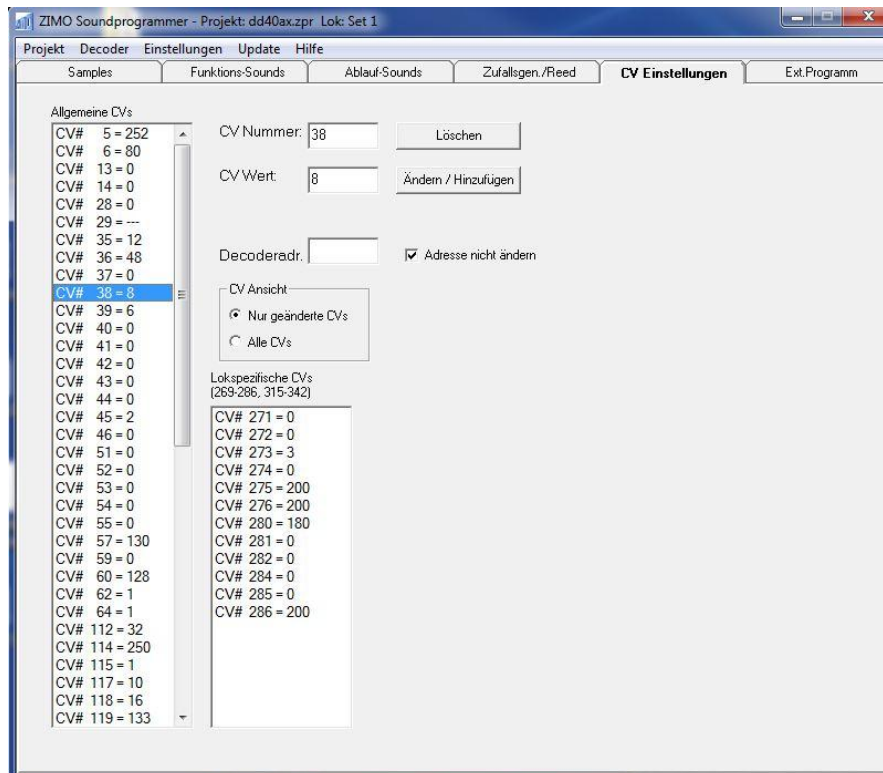 ZIMO Soundprogrammer - Projekt: dd40ax.zpr Lok: Set 1
Projekt Decoder Einstellungen Update Hilfe
Samples Funktions-Sounds Ablauf-Sounds Zufallsgen./Reed CV Einstellungen Ext.Programm
Allgemeine CVs
CV# 5 = 252
CV# 6 = 80
CV# 13 = 0
CV# 14 = 0
CV# 28 = 0
CV# 29 = ---
CV# 35 = 12
CV# 36 = 48
CV# 37 = 0
CV# 38 = 8
CV# 39 = 6
CV# 40 = 0
CV# 41 = 0
CV# 42 = 0
CV# 43 = 0
CV# 44 = 0
CV# 45 = 2
CV# 46 = 0
CV# 51 = 0
CV# 52 = 0
CV# 53 = 0
CV# 54 = 0
CV# 55 = 0
CV# 57 = 130
CV# 59 = 0
CV# 60 = 128
CV# 62 = 1
CV# 64 = 1
CV# 112 = 32
CV# 114 = 250
CV# 115 = 1
CV# 117 = 10
CV# 118 = 16
CV# 119 = 133
CV Nummer: 38 Löschen
CV Wert: 8 Ändern / Hinzufügen
Decoderadr. Adresse nicht ändern
CV Ansicht
Nur geänderte CVs
Alle CVs
Lokspezifische CVs
(269-286, 315-342)
CV# 271 = 0
CV# 272 = 0
CV# 273 = 3
CV# 274 = 0
CV# 275 = 200
CV# 276 = 200
CV# 280 = 180
CV# 281 = 0
CV# 282 = 0
CV# 284 = 0
CV# 285 = 0
CV# 286 = 200